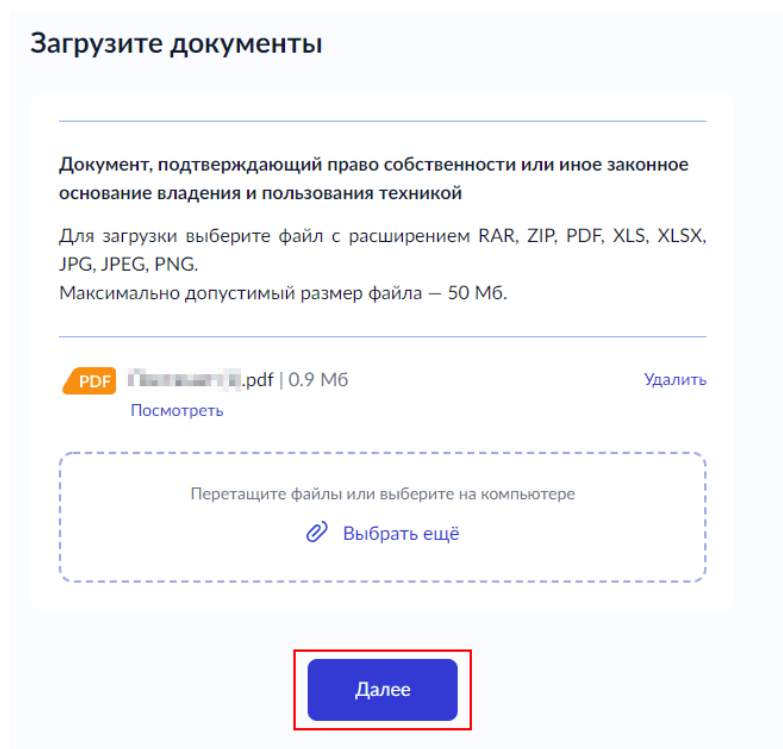 Загрузите документы
Документ, подтверждающий право собственности или иное законное
основание владения и пользования техникой
Для загрузки выберите файл с расширением RAR, ZIP, PDF, XLS, XLSX,
JPG, JPEG, PNG.
Максимально допустимый размер файла — 50 Мб.
PDF .pdf | 0.9 Мб Удалить
Посмотреть
Перетащите файлы или выберите на компьютере
Выбрать ещё
Далее